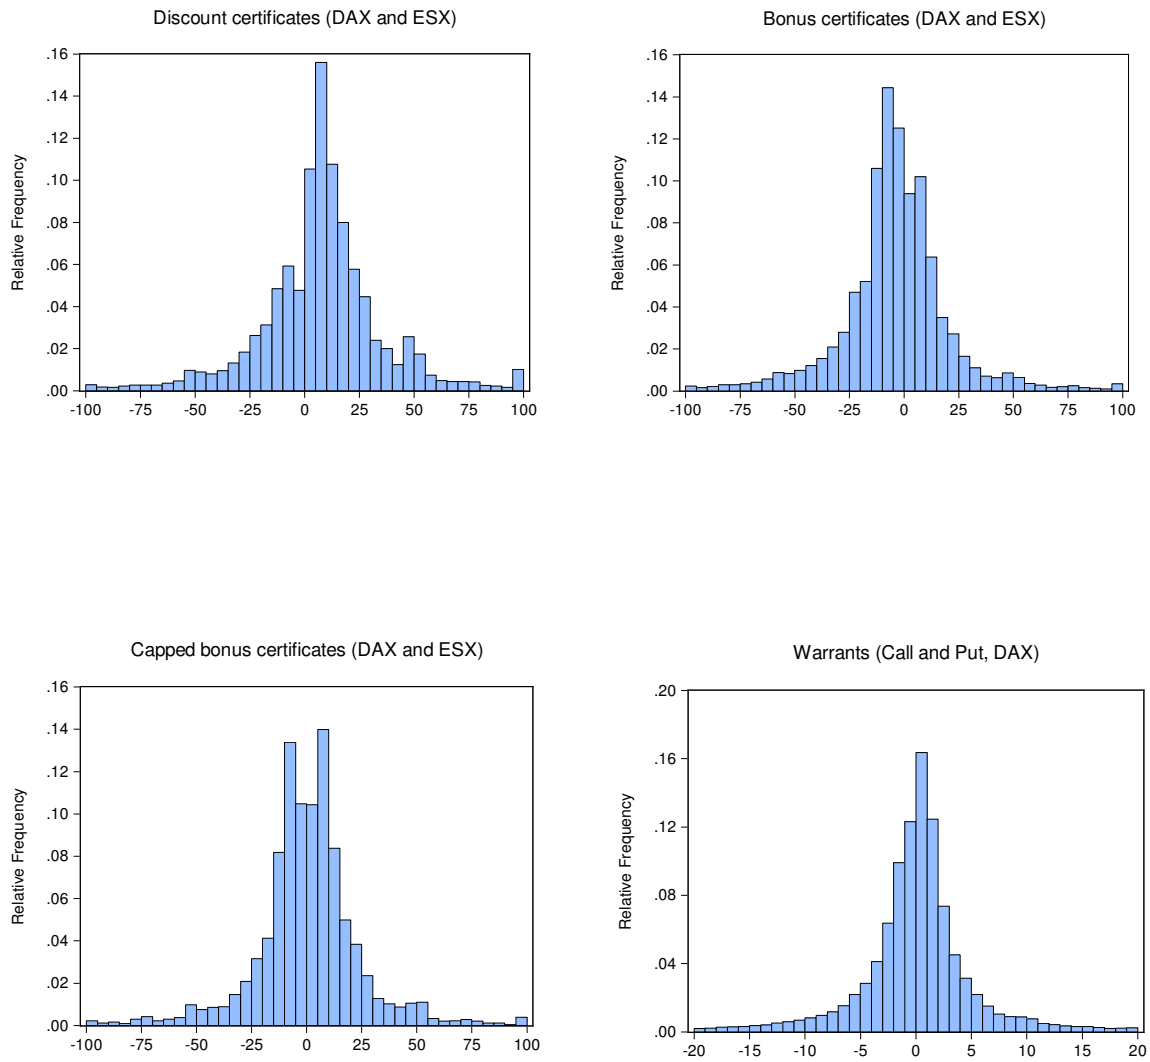 Discount certificates (DAX and ESX)
Relative Frequency
.16
.14
.12
.10
.08
.06
.04
.02
.00
-100 -75 -50 -25 0 25 50 75 100
Bonus certificates (DAX and ESX)
Relative Frequency
.16
.14
.12
.10
.08
.06
.04
.02
.00
-100 -75 -50 -25 0 25 50 75 100
Capped bonus certificates (DAX and ESX)
Relative Frequency
.16
.14
.12
.10
.08
.06
.04
.02
.00
-100 -75 -50 -25 0 25 50 75 100
Warrants (Call and Put, DAX)
Relative Frequency
.20
.16
.12
.08
.04
.00
-20 -15 -10 -5 0 5 10 15 20